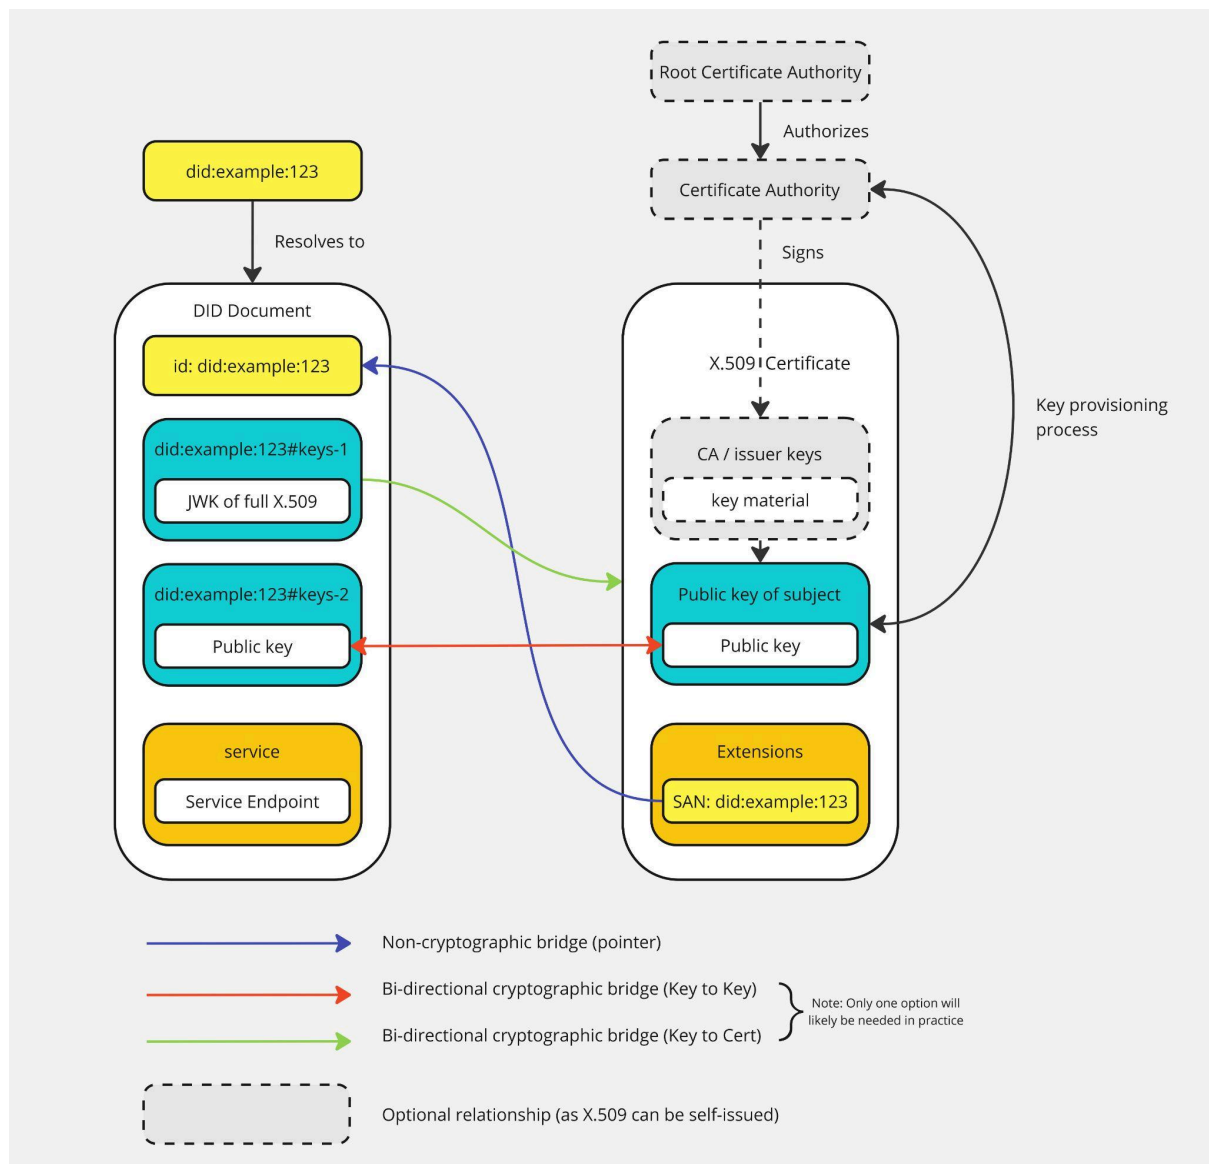 Root Certificate Authority
Authorizes
did:example:123
Certificate Authority
Resolves to
Signs
DID Document
id: did:example:123
X.509 Certificate
did:example:123#keys-1
JWK of full X.509
CA / issuer keys
key material
Key provisioning
process
did:example:123#keys-2
Public key
Public key of subject
Public key
service
Service Endpoint
Extensions
SAN: did:example:123
Non-cryptographic bridge (pointer)
Bi-directional cryptographic bridge (Key to Key)
Bi-directional cryptographic bridge (Key to Cert)
Note: Only one option will
likely be needed in practice
Optional relationship (as X.509 can be self-issued)